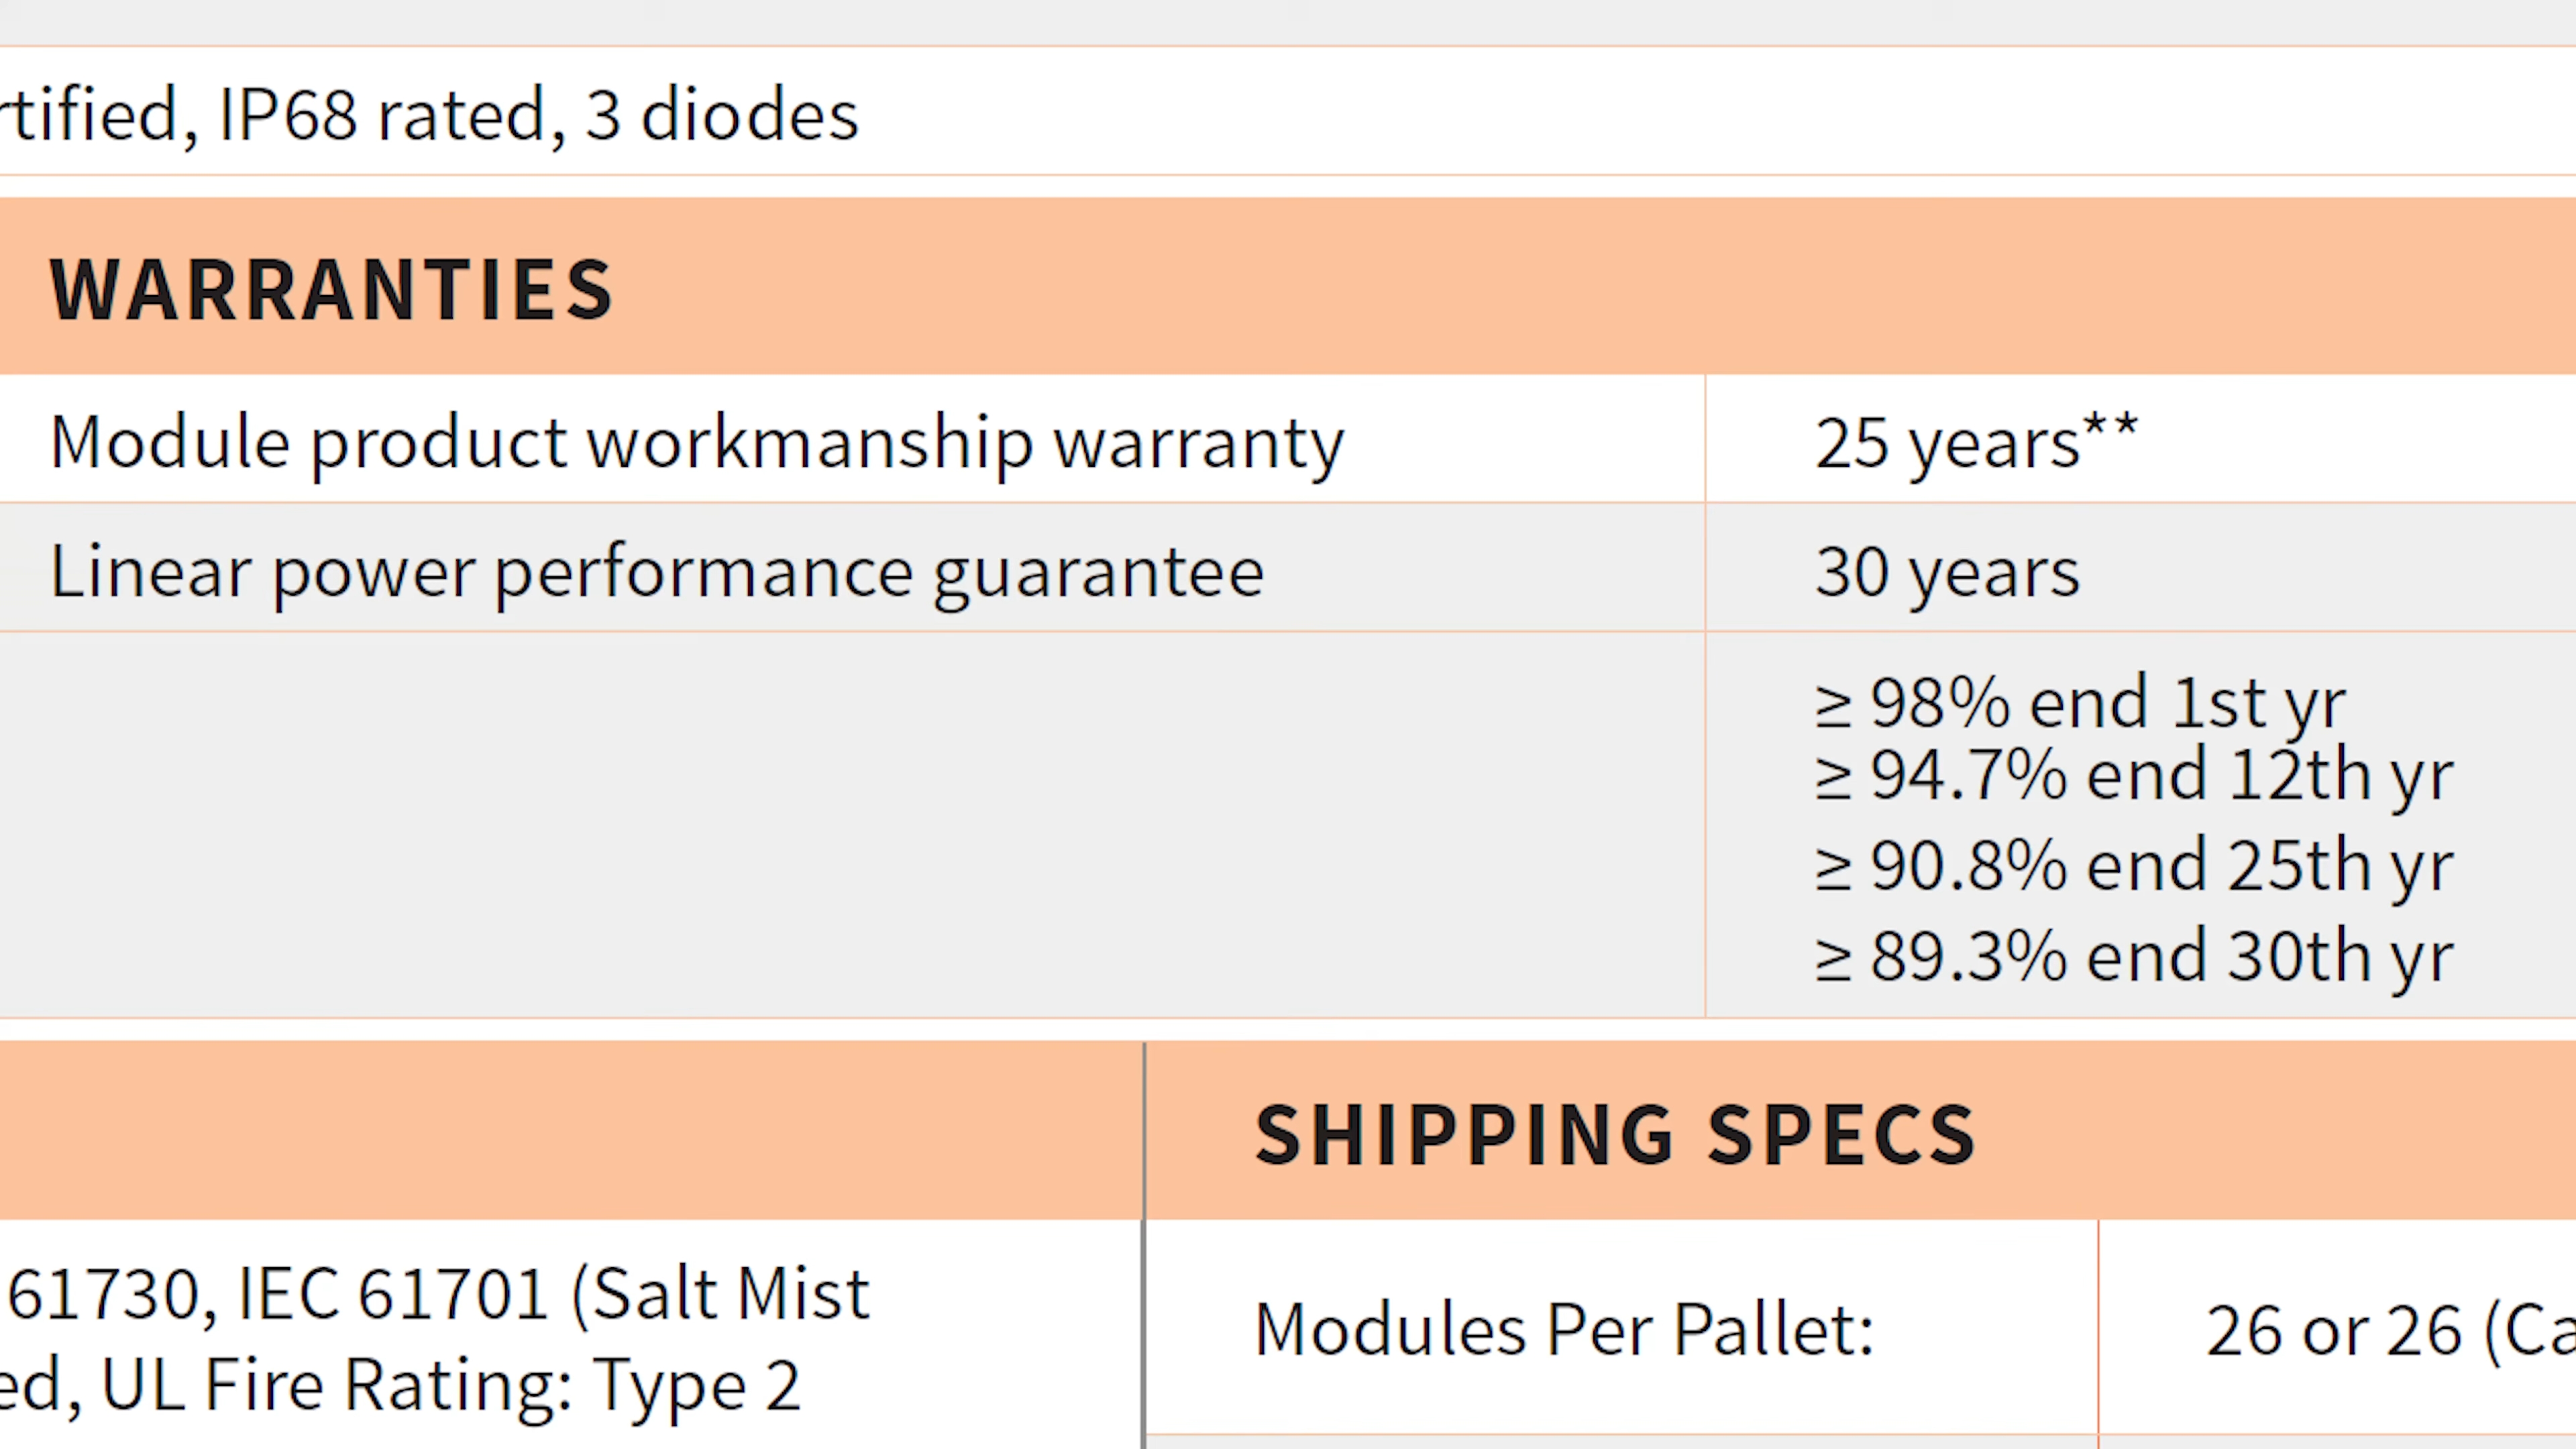 rtified, IP68 rated, 3 diodes
WARRANTIES
Module product workmanship warranty 25 years**
Linear power performance guarantee 30 years
≥ 98% end 1st yr
≥ 94.7% end 12th yr
≥ 90.8% end 25th yr
≥ 89.3% end 30th yr
SHIPPING SPECS
61730, IEC 61701 (Salt Mist
ed, UL Fire Rating: Type 2
Modules Per Pallet: 26 or 26 (Ca